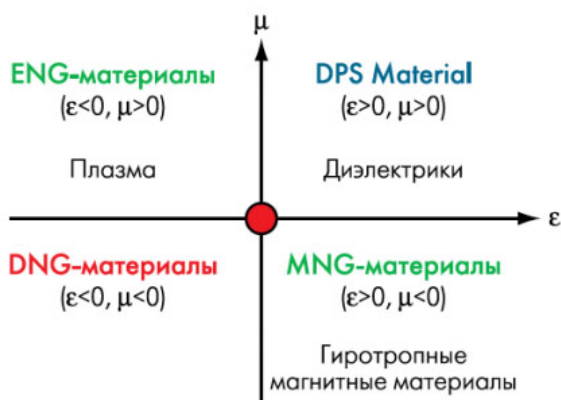 μ
ENG-материалы
(ε<0, μ>0)
Плазма
DPS Material
(ε>0, μ>0)
Диэлектрики
ε
DNG-материалы
(ε<0, μ<0)
MNG-материалы
(ε>0, μ<0)
Гиротропные
магнитные материалы